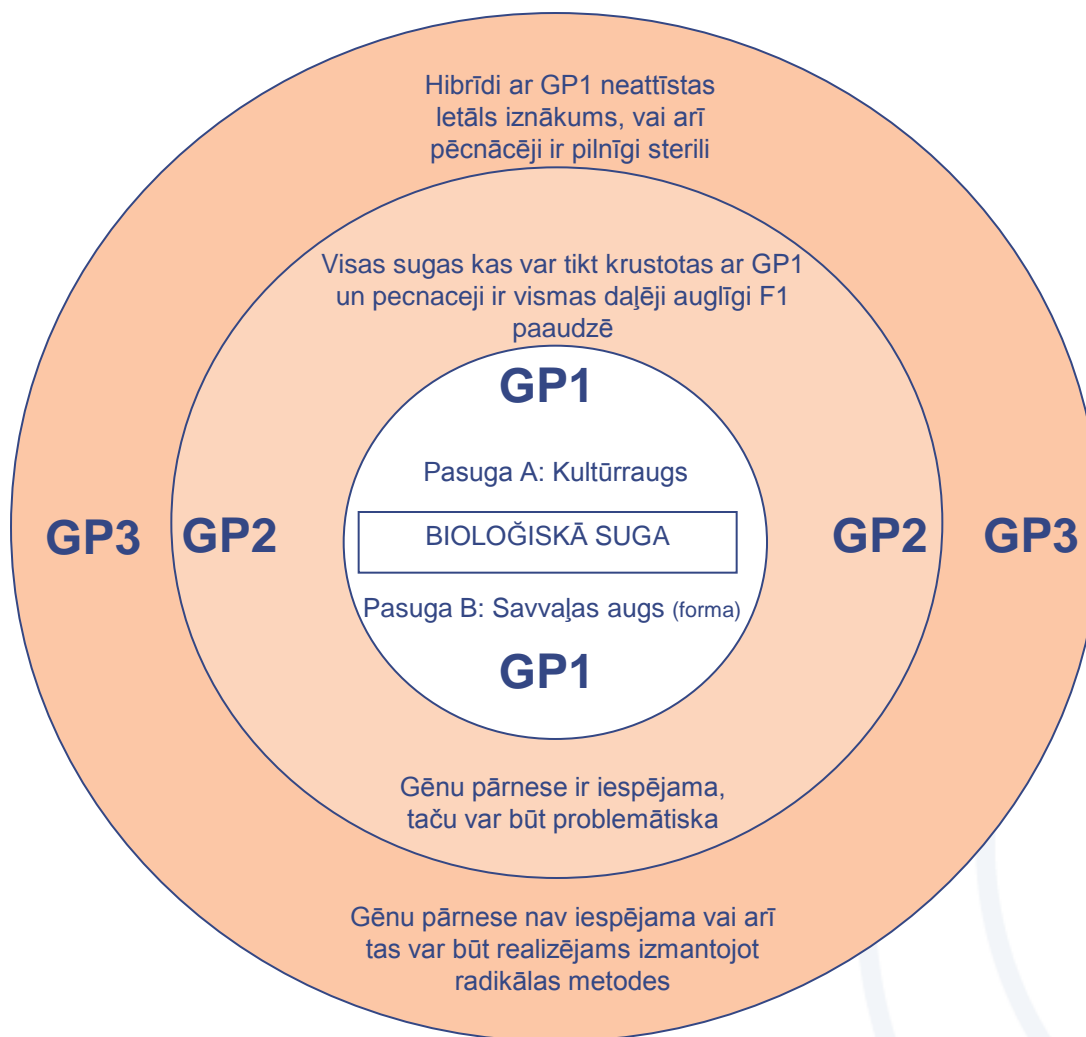 Hibrīdi ar GP1 neattīstas
letāls iznākums, vai arī
pēcnācēji ir pilnīgi sterili
Visas sugas kas var tikt krustotas ar GP1
un pecnaceji ir vismas daļēji auglīgi F1
paaudzē
GP1
Pasuga A: Kultūrraugs
GP3 GP2 BIOLOĢISKĀ SUGA GP2 GP3
Pasuga B: Savvaļas augs (forma)
GP1
Gēnu pārnese ir iespējama,
taču var būt problemātiska
Gēnu pārnese nav iespējama vai arī
tas var būt realizējams izmantojot
radikālas metodes